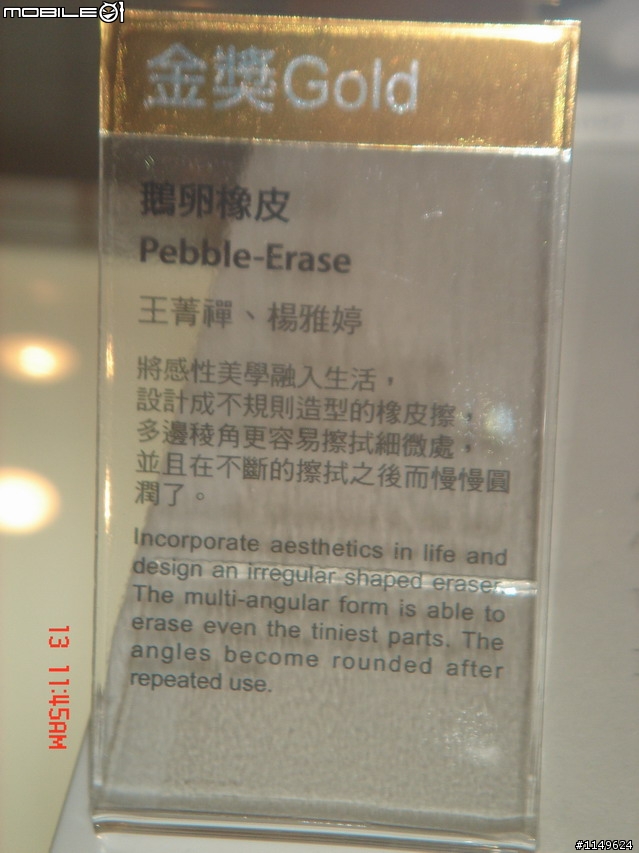 MOBILE01
金獎Gold
鵝卵橡皮
Pebble-Erase
王菁禪、楊雅婷
將感性美學融入生活，
設計成不規則造型的橡皮擦，
多邊稜角更容易擦拭細微處，
並且在不斷的擦拭之後而慢慢圓
潤了。
Incorporate aesthetics in life and
design an irregular shaped eraser.
The multi-angular form is able to
erase even the tiniest parts. The
angles become rounded after
repeated use.
13 11:45AM
#1149624